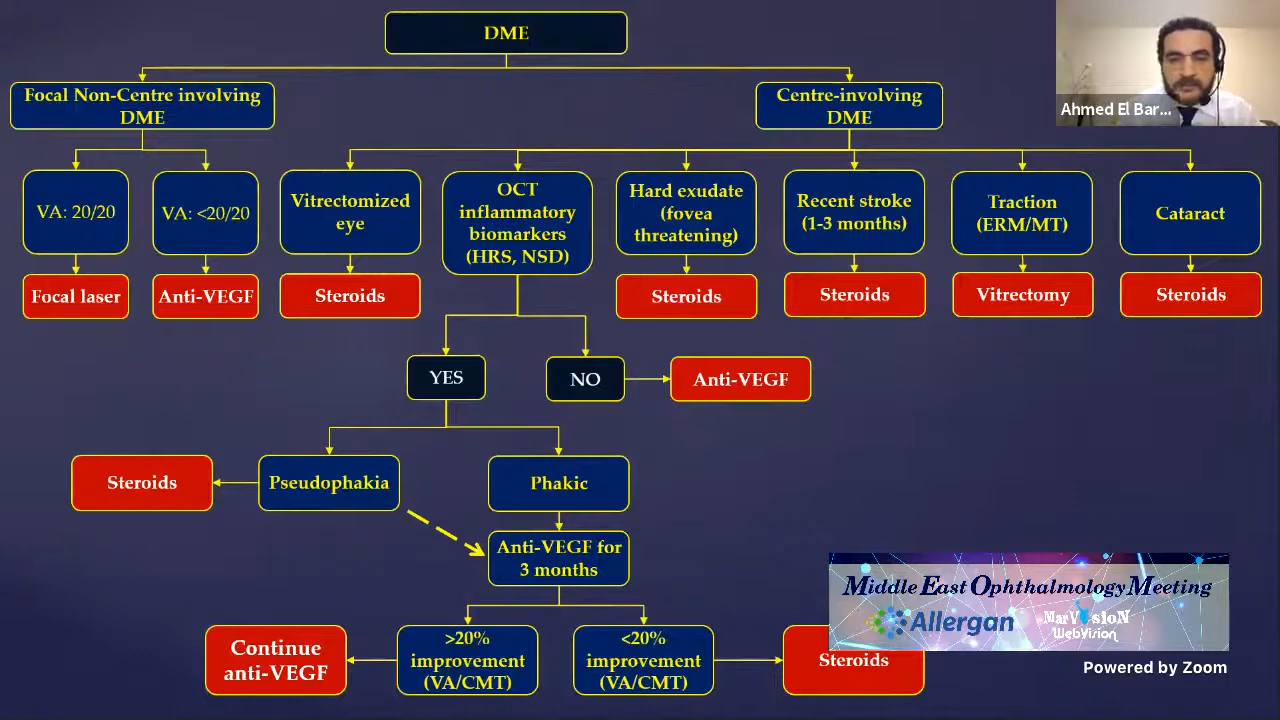 DME
Ahmed El Bar...
Focal Non-Centre involving
DME
Centre-involving
DME
VA: 20/20
VA: <20/20
Vitrectomized
eye
OCT
inflammatory
biomarkers
(HRS, NSD)
Hard exudate
(fovea
threatening)
Recent stroke
(1-3 months)
Traction
(ERM/MT)
Cataract
Focal laser
Anti-VEGF
Steroids
Steroids
Steroids
Vitrectomy
Steroids
YES
NO
Anti-VEGF
Steroids
Pseudophakia
Phakic
Anti-VEGF for
3 months
Middle East Ophthalmology Meeting
Allergan
MarVision
WebVision
Continue
anti-VEGF
>20%
improvement
(VA/CMT)
<20%
improvement
(VA/CMT)
Steroids
Powered by Zoom